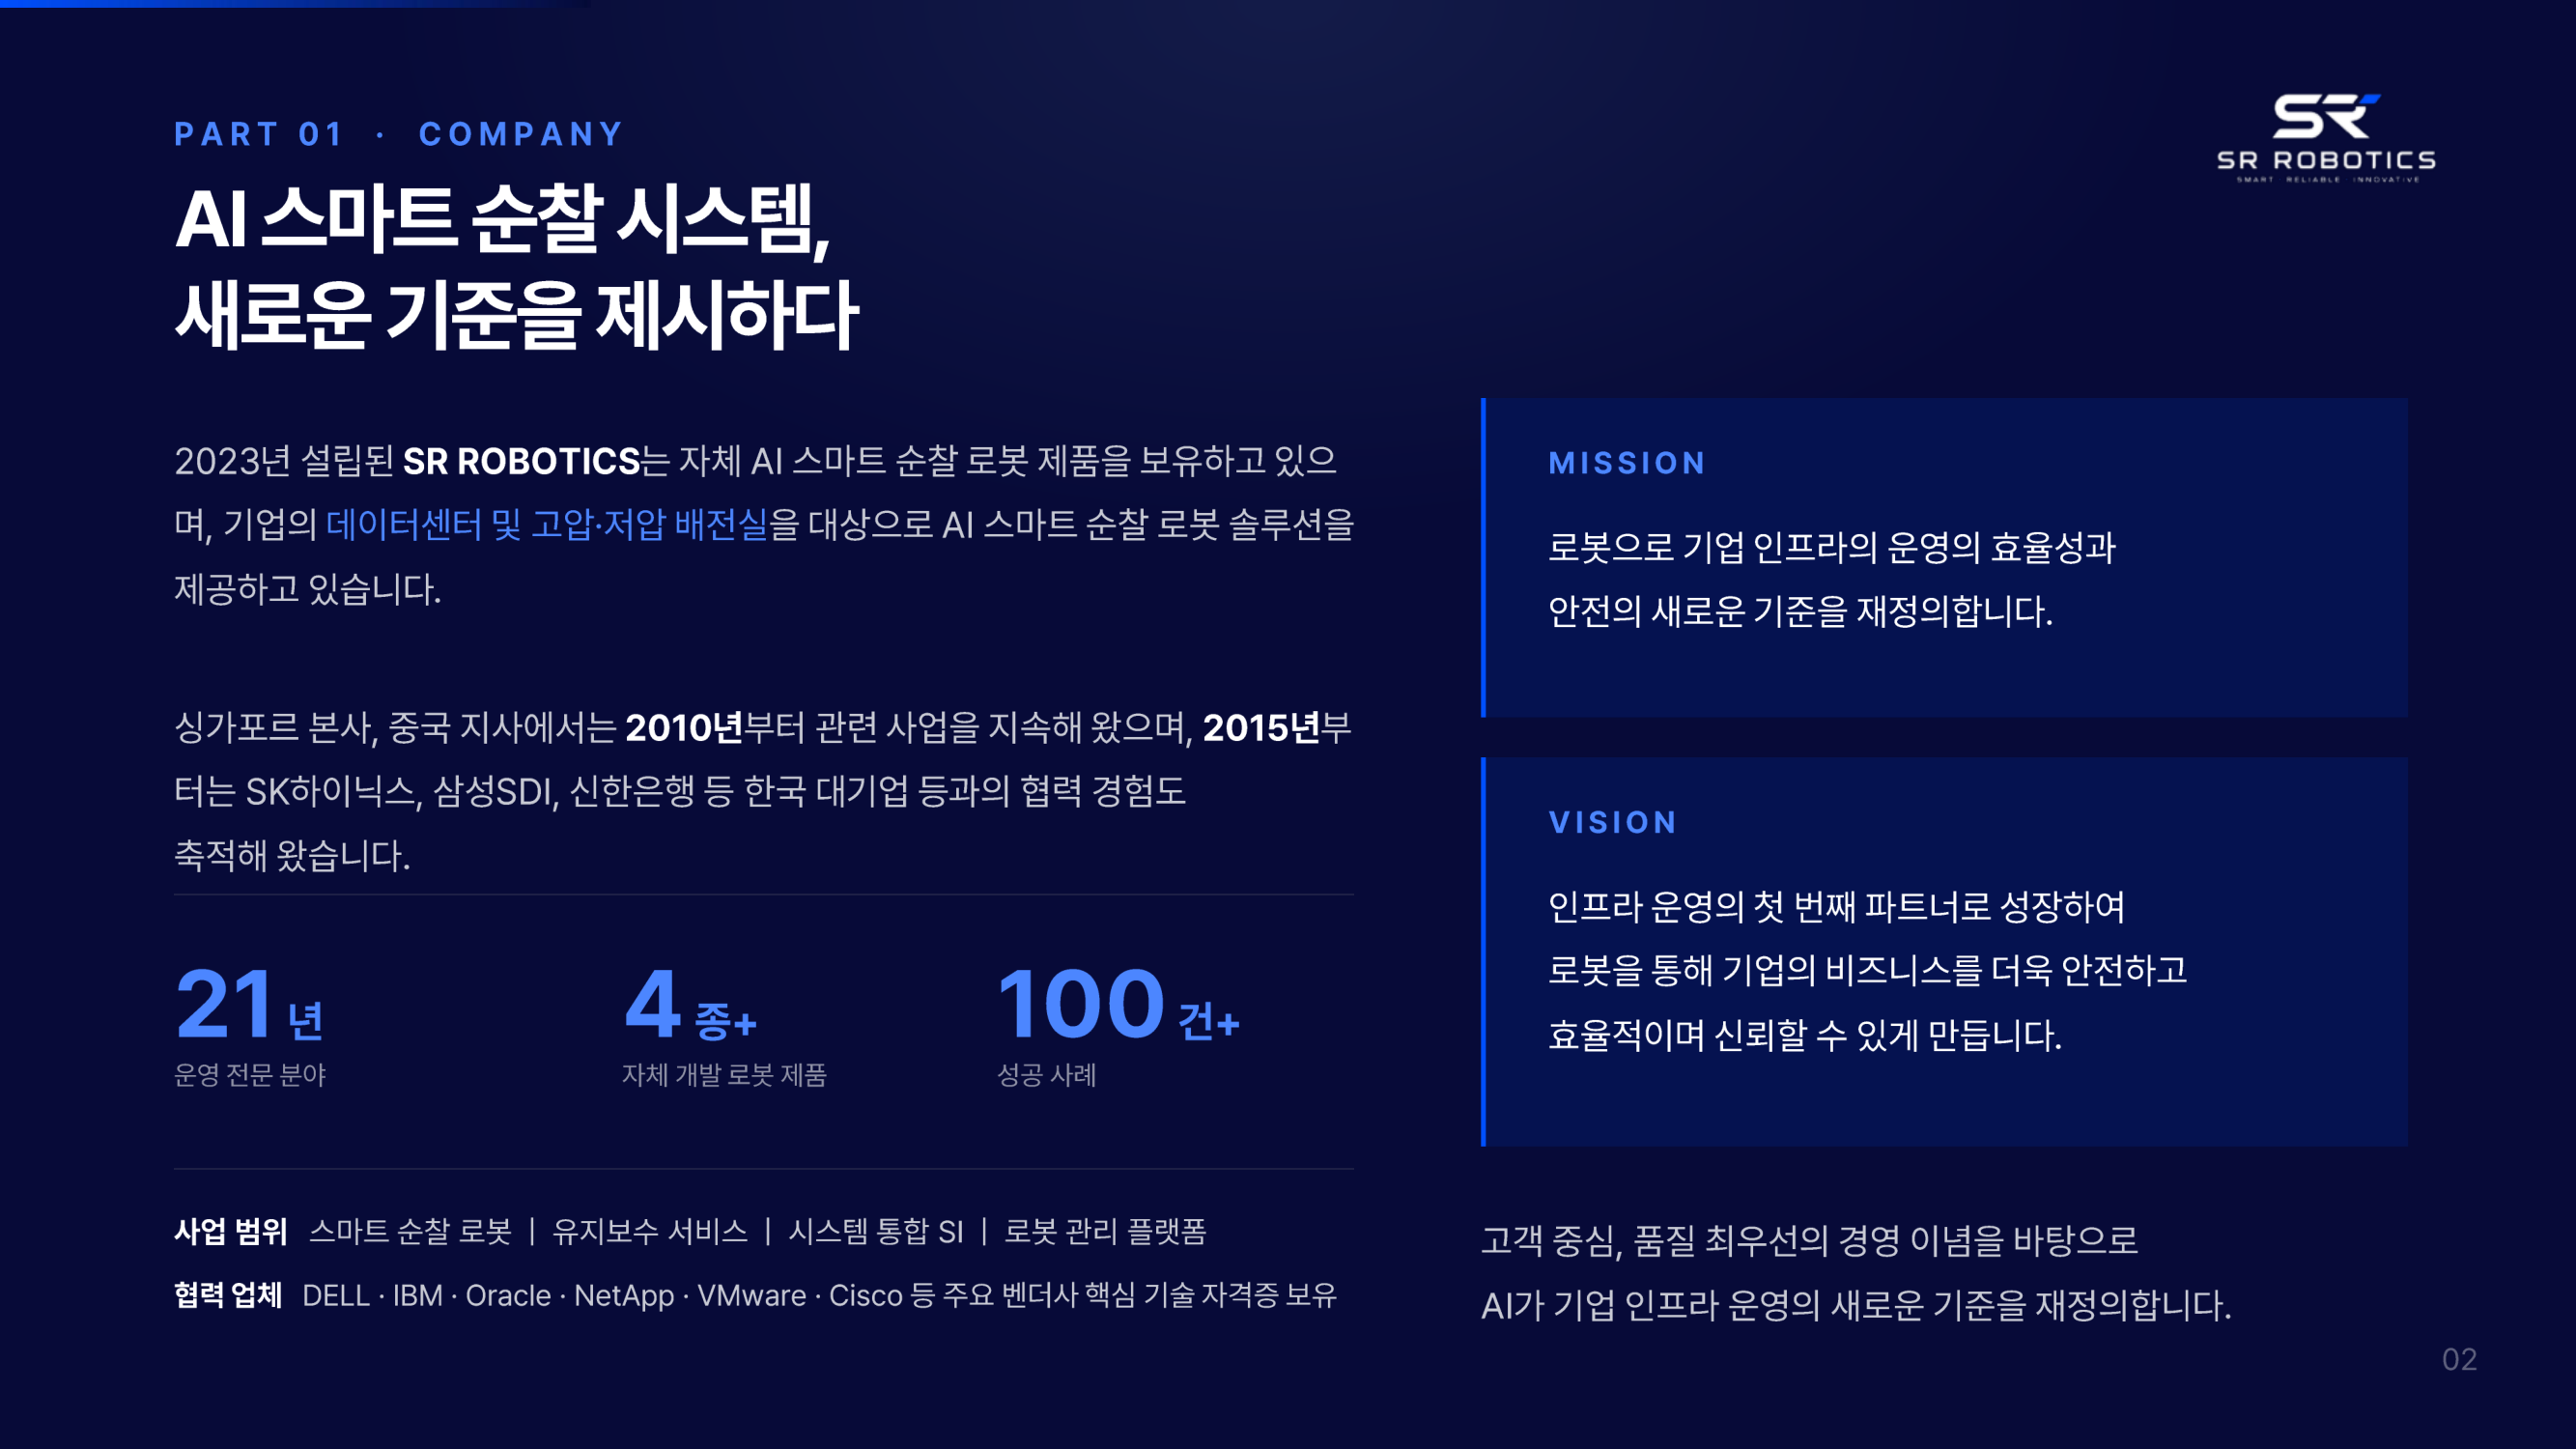 PART 01 · COMPANY
AI 스마트 순찰 시스템,
새로운 기준을 제시하다
SR ROBOTICS
SMART RELIABLE INNOVATIVE
2023년 설립된 SR ROBOTICS는 자체 AI 스마트 순찰 로봇 제품을 보유하고 있으
며, 기업의 데이터센터 및 고압·저압 배전실을 대상으로 AI 스마트 순찰 로봇 솔루션을
제공하고 있습니다.
싱가포르 본사, 중국 지사에서는 2010년부터 관련 사업을 지속해 왔으며, 2015년부
터는 SK하이닉스, 삼성SDI, 신한은행 등 한국 대기업 등과의 협력 경험도
축적해 왔습니다.
21 년
운영 전문 분야
4 종+
자체 개발 로봇 제품
100 건+
성공 사례
사업 범위 스마트 순찰 로봇 | 유지보수 서비스 | 시스템 통합 SI | 로봇 관리 플랫폼
협력 업체 DELL · IBM · Oracle · NetApp · VMware · Cisco 등 주요 벤더사 핵심 기술 자격증 보유
MISSION
로봇으로 기업 인프라의 운영의 효율성과
안전의 새로운 기준을 재정의합니다.
VISION
인프라 운영의 첫 번째 파트너로 성장하여
로봇을 통해 기업의 비즈니스를 더욱 안전하고
효율적이며 신뢰할 수 있게 만듭니다.
고객 중심, 품질 최우선의 경영 이념을 바탕으로
AI가 기업 인프라 운영의 새로운 기준을 재정의합니다.
02